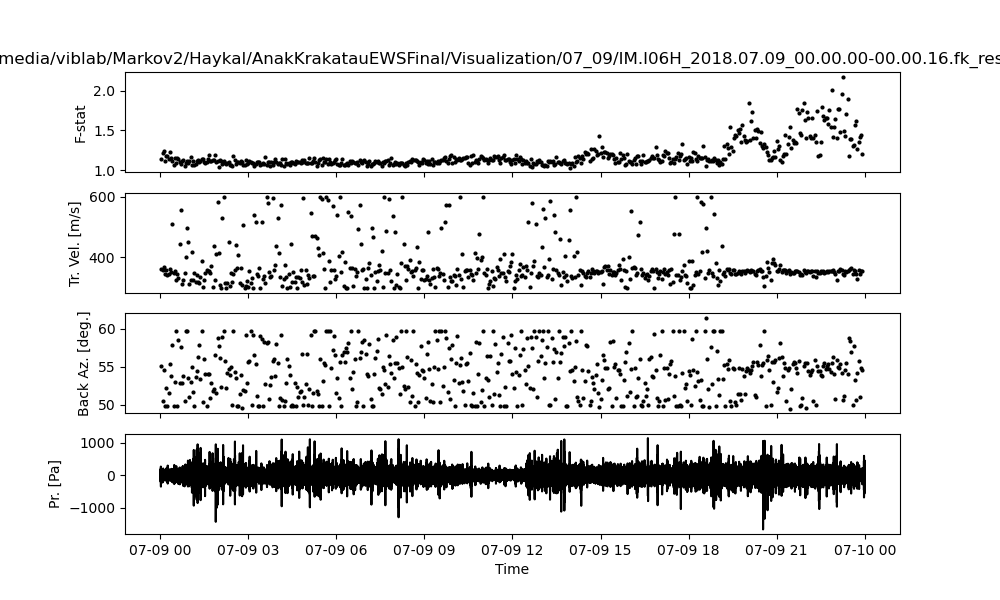 media/viblab/Markov2/Haykal/AnakKrakatauEWSFinal/Visualization/07_09/IM.I06H_2018.07.09_00.00.00-00.00.16.fk_res
2.0
1.5
1.0
F-stat
600
400
Tr. Vel. [m/s]
60
55
50
Back Az. [deg.]
1000
0
−1000
Pr. [Pa]
07-09 00 07-09 03 07-09 06 07-09 09 07-09 12 07-09 15 07-09 18 07-09 21 07-10 00
Time